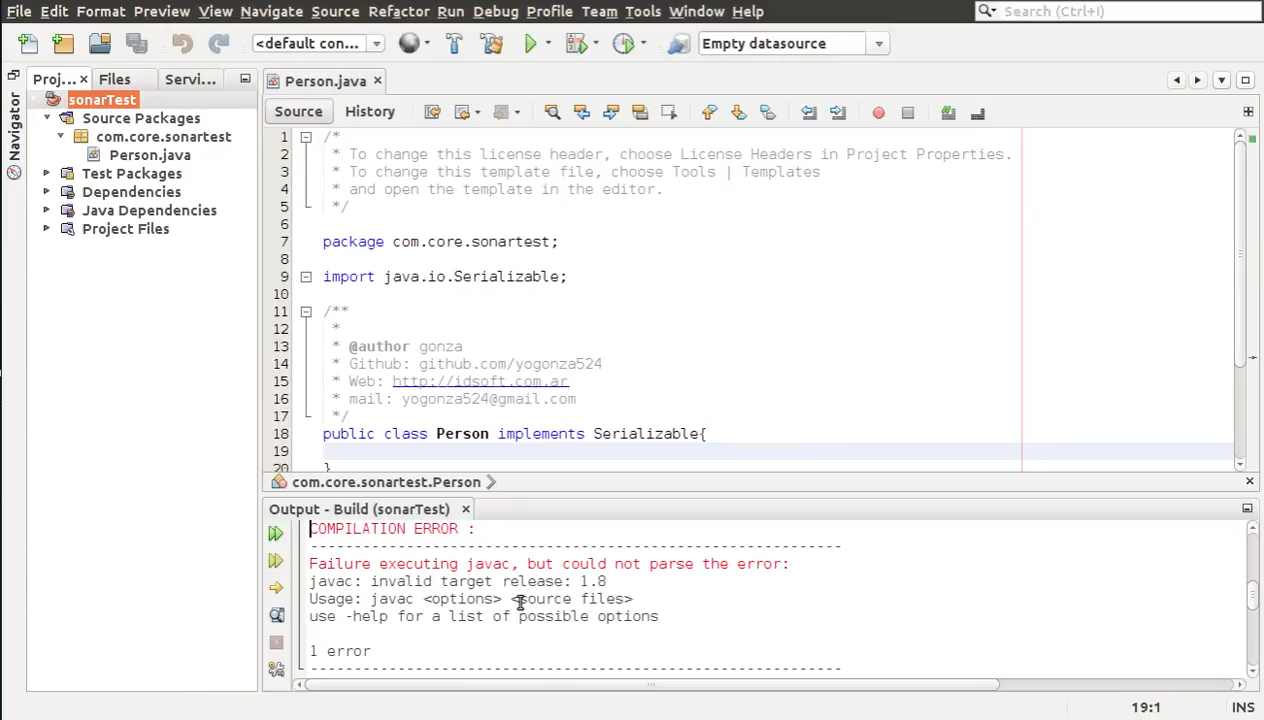 File Edit Format Preview View Navigate Source Refactor Run Debug Profile Team Tools Window Help
Search (Ctrl+I)
<default con...
Empty datasource
Proj...
Files
Servi...
Navigator
sonarTest
Source Packages
com.core.sonartest
Person.java
Test Packages
Dependencies
Java Dependencies
Project Files
Person.java
Source History
1 /*
2 * To change this license header, choose License Headers in Project Properties.
3 * To change this template file, choose Tools | Templates
4 * and open the template in the editor.
5 */
6
7 package com.core.sonartest;
8
9 import java.io.Serializable;
10
11 /**
12 *
13 * @author gonza
14 * Github: github.com/yogonza524
15 * Web: http://idsoft.com.ar
16 * mail: yogonza524@gmail.com
17 */
18 public class Person implements Serializable{
19
20 }
com.core.sonartest.Person
Output - Build (sonarTest)
COMPILATION ERROR :
-------------------------------------------------------------
Failure executing javac, but could not parse the error:
javac: invalid target release: 1.8
Usage: javac <options> <source files>
use -help for a list of possible options
1 error
-------------------------------------------------------------
19:1
INS